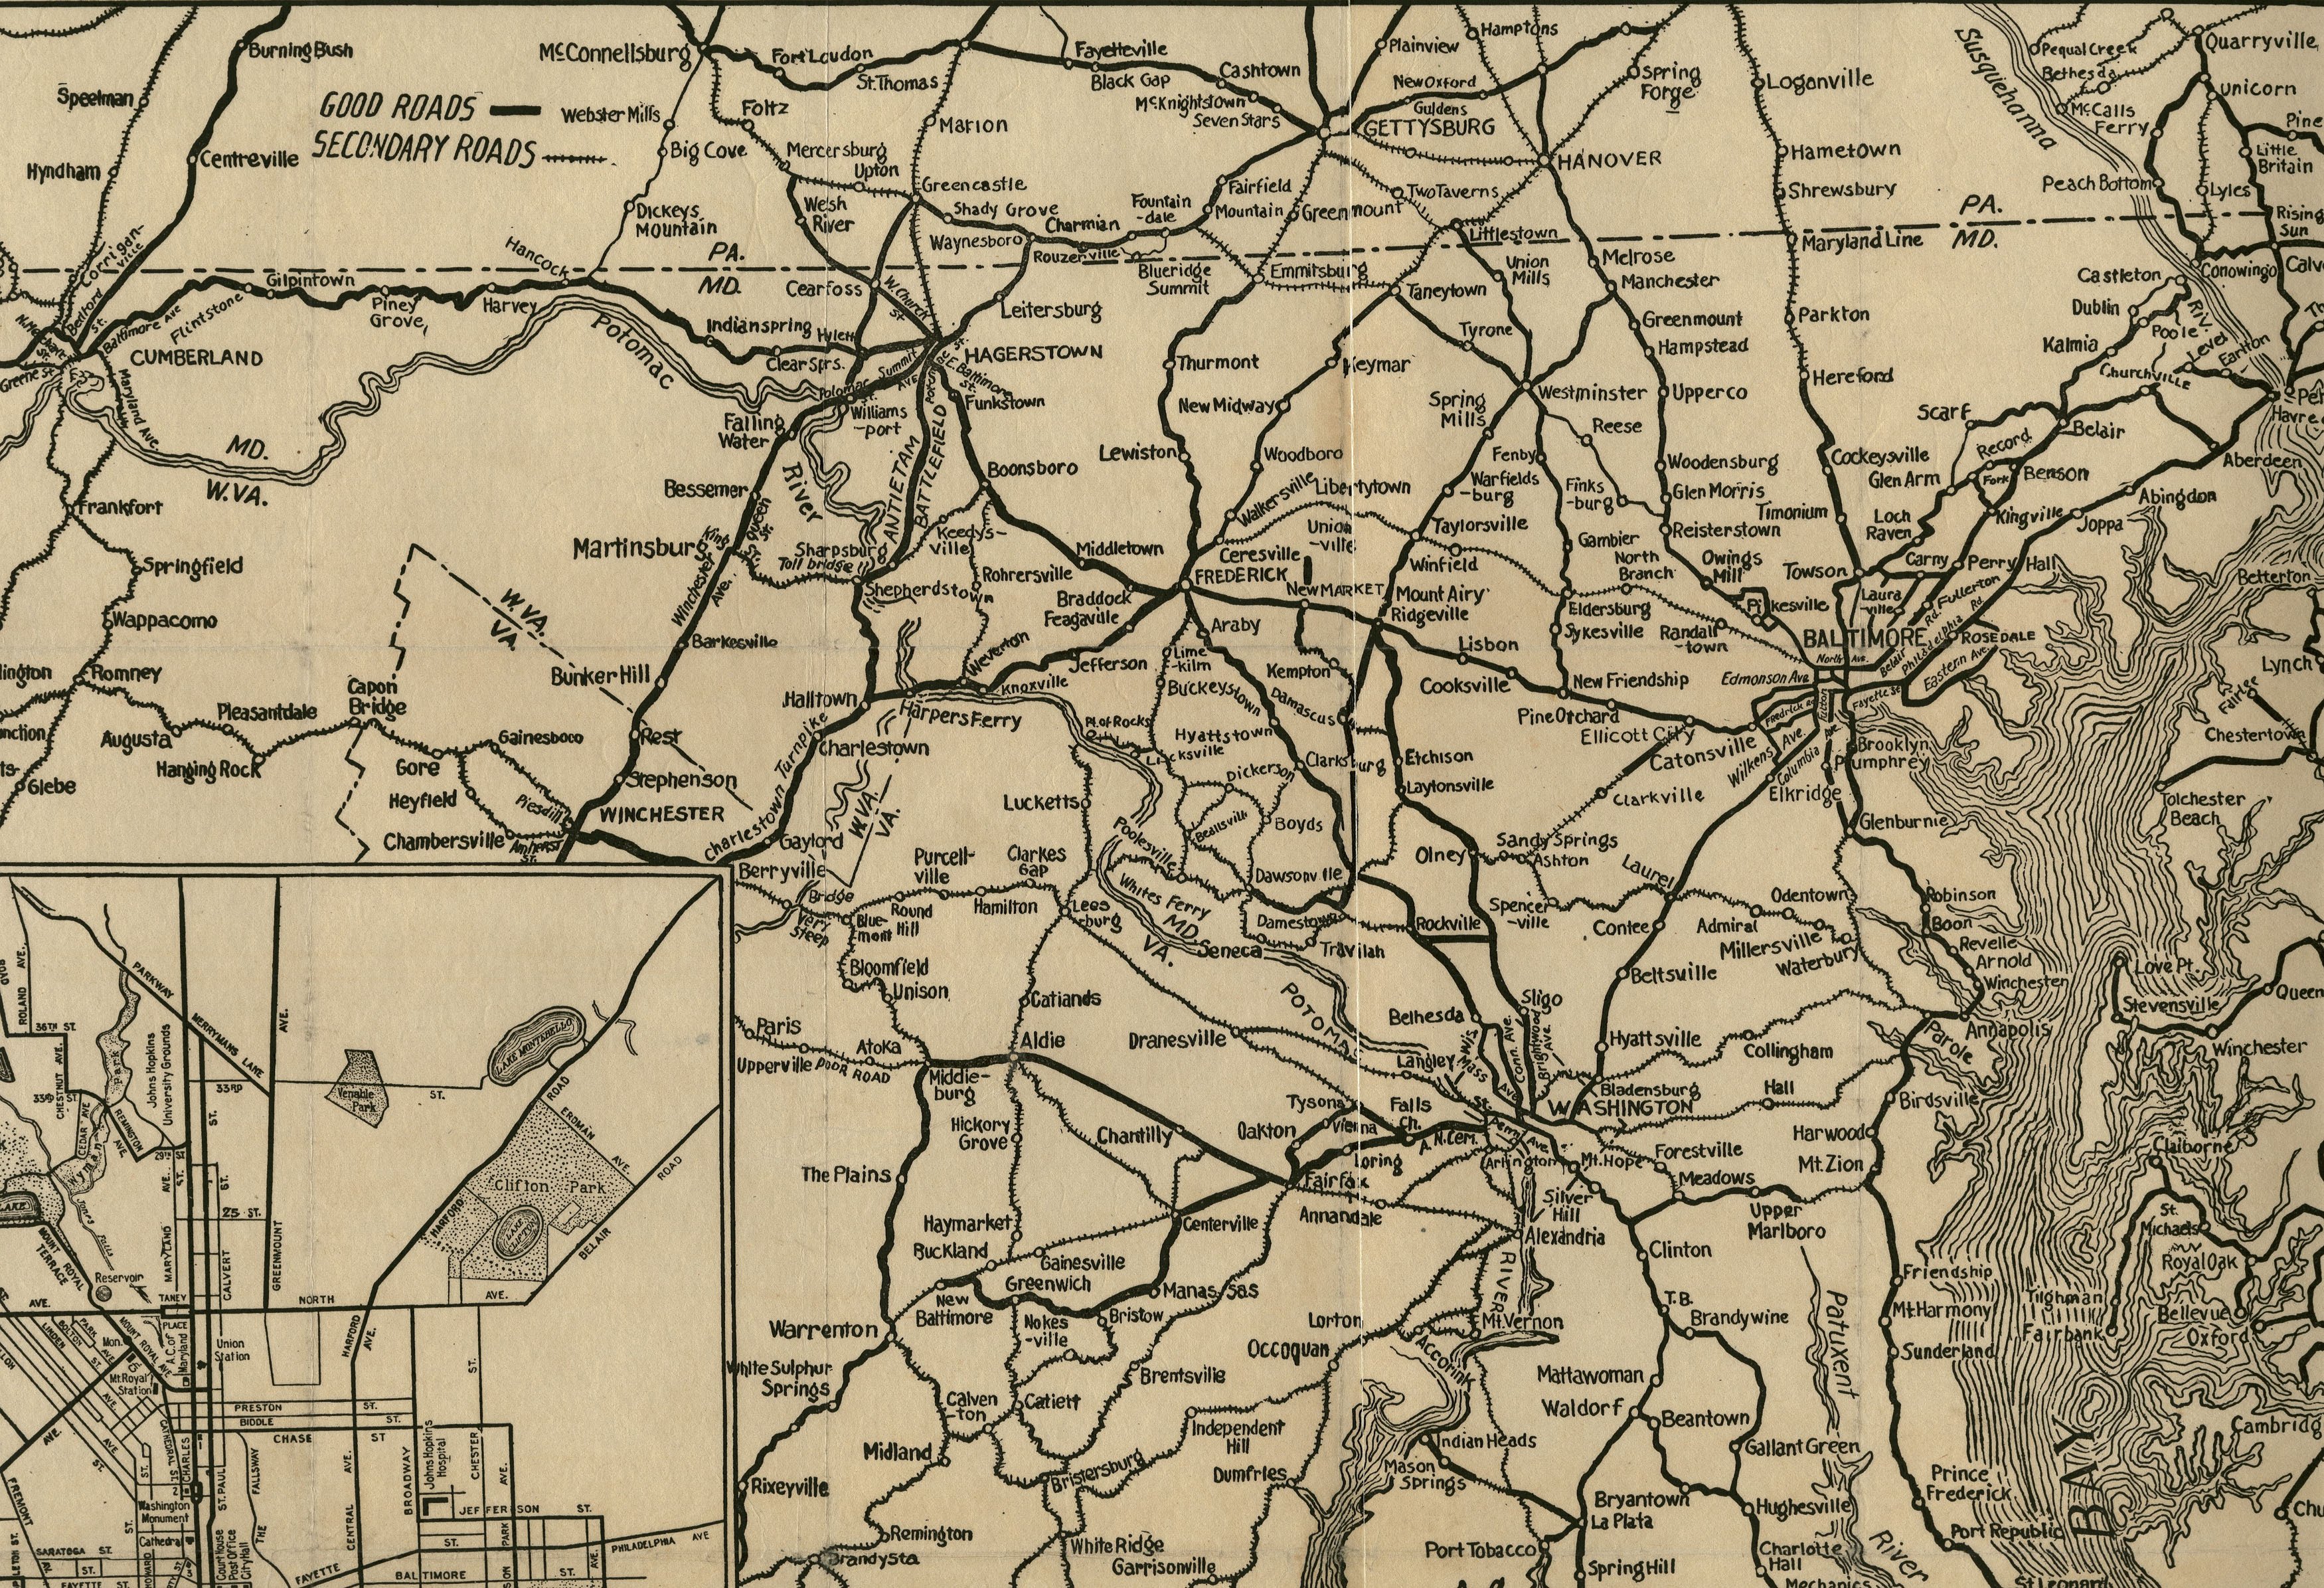 Burning Bush
McConnellsburg
Fort Loudon
St. Thomas
Fayetteville
Black Gap
Cashtown
McKnightstown
Seven Stars
Plainview
Hamptons
New Oxford
Guldens
GETTYSBURG
Spring
Forge
Loganville
Susquehanna
Pequal Creek
Bethesda
McCalls
Ferry
Quarryville
Unicorn
Pine
Little
Britain
Speelman
GOOD ROADS
SECONDARY ROADS
Webster Mills
Foltz
Marion
Hyndham
Centreville
Big Cove
Mercersburg
Upton
Greencastle
HANOVER
Hametown
Shrewsbury
Peach Bottom
Lyles
Dickeys
Mountain
Welsh
River
Shady Grove
Waynesboro
Charmian
Rouzerville
Fountain
-dale
Fairfield
Mountain
Greenmount
Two Taverns
Littlestown
PA.
MD.
Rising
Sun
Corrigan-
ville
Hancock
PA.
MD.
Cearfoss
W. Church
St.
Leitersburg
Blueridge
Summit
Emmitsburg
Taneytown
Union
Mills
Melrose
Manchester
Maryland Line
Castleton
Conowingo
Calv
Dublin
Poole
RIV.
Level
Earlton
Gilpintown
Flintstone
Baltimore Ave
Bedford
St.
Piney
Grove,
Harvey
Potomac
Indianspring
Hylett
Clear Sprs.
HAGERSTOWN
Summit
AVE
Potomac
St.
E. Baltimore
St.
Funkstown
Williams
-port
Thurmont
Keymar
Tyrone
Greenmount
Hampstead
Parkton
Kalmia
Churchville
CUMBERLAND
Greene St.
Maryland Ave.
MD.
W.VA.
Falling
Water
River
ANTIETAM
BATTLEFIELD
Boonsboro
New Midway
Lewiston
Woodboro
Spring
Mills
Westminster
Upperco
Hereford
Reese
Scarf
Belair
Havre
Per
Aberdeen
Record
Benson
Fork
Glen Arm
Cockeysville
Woodensburg
Fenby
Warfields
-burg
Finks
-burg
Glen Morris
Reisterstown
Timonium
Loch
Raven
Kingville
Joppa
Abingdon
Frankfort
Springfield
Wappacomo
Romney
Bessemer
Martinsburg
King
St.
Queen
St.
Winchester
Ave.
Sharpsburg
Toll bridge
Keedys-
ville
Shepherdstown
Rohrersville
Middletown
Walkersville
Libertytown
Union
-ville
Ceresville
FREDERICK
New MARKET
Taylorsville
Winfield
Gambier
North
Branch
Owings
Mill
Pikesville
Towson
Carny
Perry Hall
Laura
-ville
Fullerton
Betterton
Braddock
Feagaville
Araby
Mount Airy
Ridgeville
Eldersburg
Sykesville
Randall
-town
BALTIMORE
North Ave.
Belair Rd.
Philadelphia Rd.
ROSEDALE
Eastern Ave.
W.VA.
VA.
Barkesville
Bunker Hill
Weverton
Jefferson
Knoxville
Lime
-kilm
Buckeystown
Kempton
Damascus
Lisbon
Cooksville
New Friendship
Edmonson Ave
Fayette St
Frederick
Lynch
Fairlee
Chestertown
lington
nction
ts-
Glebe
Augusta
Pleasantdale
Hanging Rock
Capon
Bridge
Gore
Gainesboro
Heyfield
Chambersville
Amherst
St.
Rest
Stephenson
WINCHESTER
Halltown
Harpers Ferry
Charlestown
Charlestown Turnpike
Gaylord
W.VA.
VA.
Pt. of Rocks
Licksville
Hyattstown
Clarksburg
Dickerson
Etchison
Laytonsville
Pine Orchard
Ellicott City
Catonsville
Wilkens Ave.
Columbia Ave
Brooklyn
Pumphrey
Elkridge
Clarkville
Glenburnie
Tolchester
Beach
Lucketts
Poolesville
Beallsville
Boyds
Olney
Sandy Springs
Ashton
Laurel
Berryville
Bridge
Very
Steep
Blue-
mont
Round
Hill
Purcell-
ville
Hamilton
Clarkes
Gap
Lees
burg
Whites Ferry
MD.
VA.
Dawsonville
Damestown
Seneca
Travilah
Rockville
Spencer
-ville
Contee
Admiral
Odentown
Millersville
Waterbury
Robinson
Boon
Revelle
Arnold
Winchester
Annapolis
Parole
Love Pt.
Stevensville
Queen
Winchester
Bloomfield
Unison
Catlands
Paris
Upperville
POOR ROAD
Atoka
Aldie
Middle-
burg
Dranesville
POTOMA
Bethesda
Sligo
Beltsville
Hyattsville
Collingham
Langley
Wis.
Mass
Conn. Ave.
Brightwood
Ave.
Bladensburg
WASHINGTON
Hall
Birdsville
Harwood
Mt. Zion
Claiborne
Hickory
Grove
Chantilly
Tysons
Vienna
Oakton
Falls
Ch.
A. N. Cem.
Penn. Ave.
Loring
Arlington
Mt. Hope
Forestville
Meadows
Upper
Marlboro
The Plains
Haymarket
Buckland
Gainesville
Greenwich
Centerville
Fairfax
Annandale
Silver
Hill
Alexandria
Clinton
St.
Michaels
Royal Oak
Bellevue
Oxford
Tilghman
Fairbank
Friendship
Mt. Harmony
Sunderland
New
Baltimore
Nokes
-ville
Manassas
Bristow
Warrenton
White Sulphur
Springs
Lorton
Occoquan
Accorink
RIVER
Mt. Vernon
T.B.
Brandywine
Patuxent
Calven
-ton
Catlett
Brentsville
Independent
Hill
Mattawoman
Waldorf
Beantown
Gallant Green
Cambridg
BAY
Midland
Bristersburg
Dumfries
Indian Heads
Mason
Springs
Rixeyville
Remington
Brandy Sta
White Ridge
Garrisonville
Bryantown
La Plata
Port Tobacco
Spring Hill
Hughesville
Charlotte
Hall
Mechanics
River
Prince
Frederick
Port Republic
St. Leonard
Chu
ROLAND AVE.
PARKWAY
MERRYMANS LANE
AVE.
36TH ST.
CHESTNUT AVE
33D ST.
CEDAR AVE
REMINGTON
AVE.
Park
Wyman
Johns Hopkins
University Grounds
33RD
ST.
Venable
Park
LAKE MONTEBELLO
ROAD
ERDMAN
AVE.
Clifton Park
LAKE
CLIFTON
HARFORD
BELAIR
ROAD
29TH ST
25 ST.
LAKE
Jones Falls
MOUNT ROYAL
TERRACE
Reservoir
MARYLAND
AVE.
ST.
CALVERT
ST.
GREENMOUNT
AVE.
NORTH
AVE.
TANEY
PLACE
LINDEN
BOLTON
PARK
AVE.
Mon.
MOUNT ROYAL AVE
A.C. of
Maryland
Union
Station
Mt. Royal
Station
HARFORD
AVE.
ST.
PRESTON
ST.
BIDDLE
ST.
CHASE
ST
CATHEDRAL ST.
CHARLES
ST. PAUL
THE
FALLSWAY
CENTRAL
AVE.
BROADWAY
Johns Hopkins
Hospital
CHESTER
ST.
AVE.
PARK
JEFFERSON
ST.
FREMONT
AVE.
Washington
Monument
Cathedral
HOWARD
Court House
Post Office
City Hall
SARATOGA ST.
FAYETTE ST.
FAYETTE
ST.
BALTIMORE
ST.
PHILADELPHIA AVE